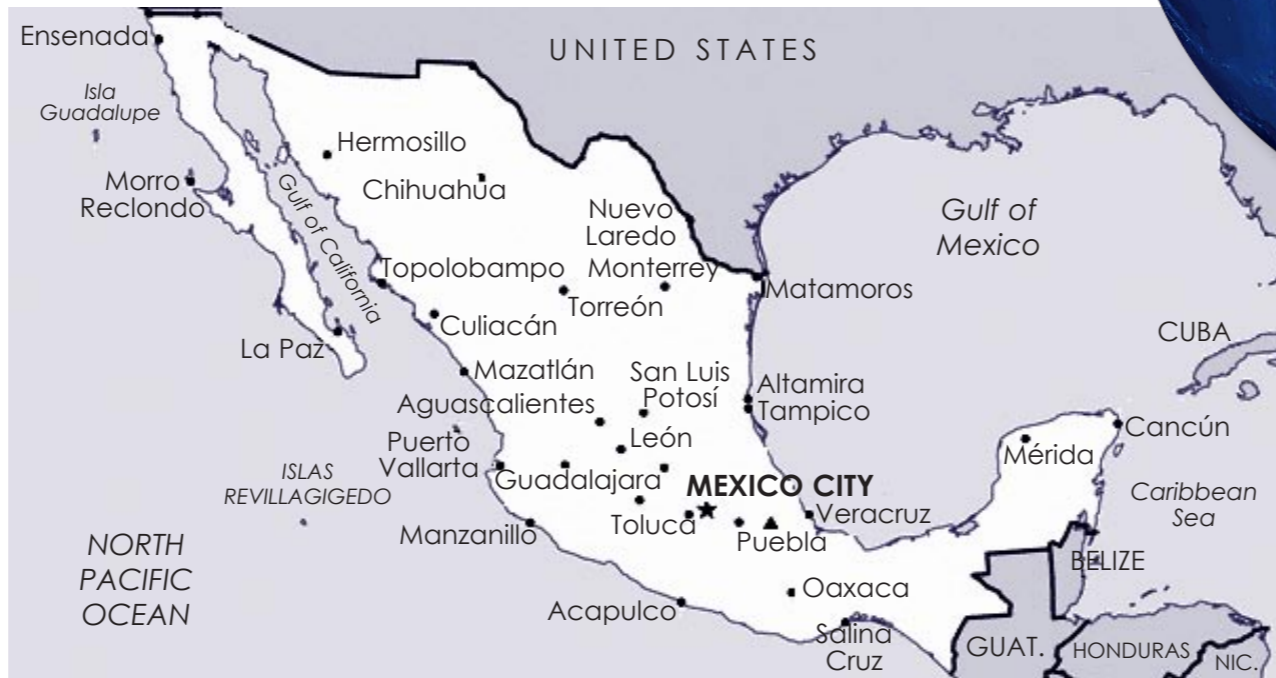 UNITED STATES
Ensenada
Isla
Guadalupe
Hermosillo
Chihuahua
Morro
Reclondo
Gulf of California
Nuevo
Laredo
Gulf of
Mexico
Topolobampo
Monterrey
Torreón
Matamoros
Culiacán
La Paz
CUBA
Mazatlán
San Luis
Potosí
Altamira
Tampico
Aguascalientes
León
Puerto
Vallarta
Guadalajara
Cancún
Mérida
ISLAS
REVILLAGIGEDO
MEXICO CITY
Caribbean
Sea
Manzanillo
Toluca
Puebla
Veracruz
NORTH
PACIFIC
OCEAN
BELIZE
Acapulco
Oaxaca
Salina
Cruz
GUAT.
HONDURAS
NIC.